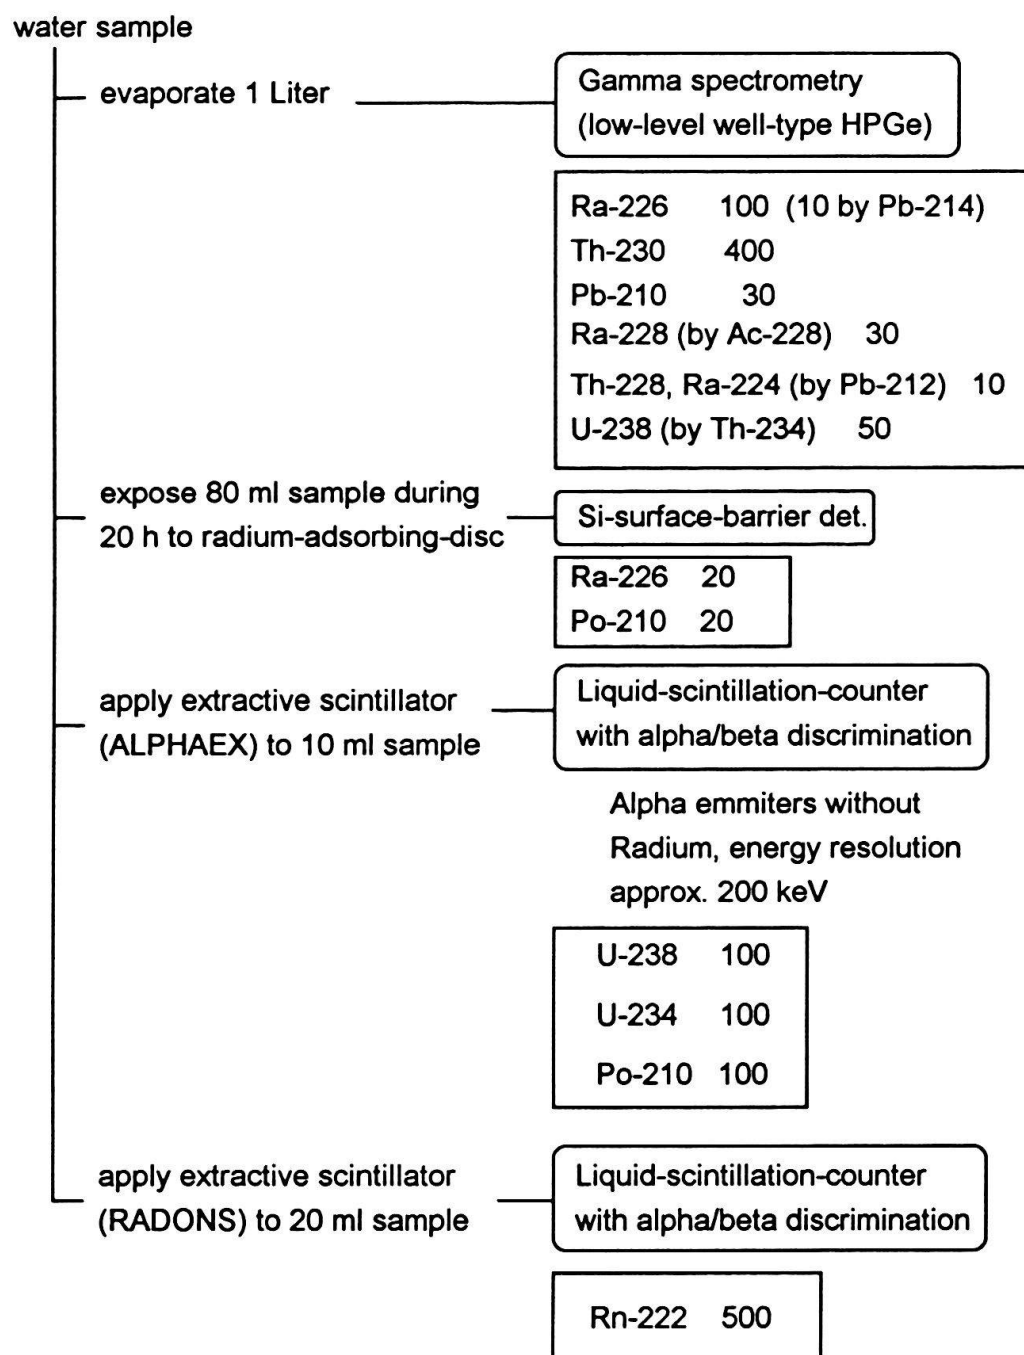 water sample
evaporate 1 Liter
Gamma spectrometry
(low-level well-type HPGe)
Ra-226 100 (10 by Pb-214)
Th-230 400
Pb-210 30
Ra-228 (by Ac-228) 30
Th-228, Ra-224 (by Pb-212) 10
U-238 (by Th-234) 50
expose 80 ml sample during
20 h to radium-adsorbing-disc
Si-surface-barrier det.
Ra-226 20
Po-210 20
apply extractive scintillator
(ALPHAEX) to 10 ml sample
Liquid-scintillation-counter
with alpha/beta discrimination
Alpha emmiters without
Radium, energy resolution
approx. 200 keV
U-238 100
U-234 100
Po-210 100
apply extractive scintillator
(RADONS) to 20 ml sample
Liquid-scintillation-counter
with alpha/beta discrimination
Rn-222 500